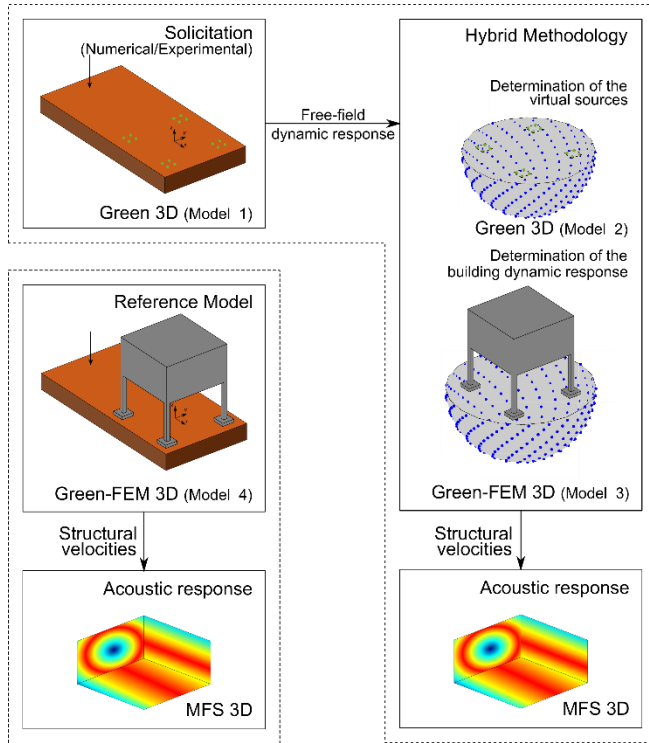 Solicitation
(Numerical/Experimental)
Green 3D (Model 1)
Free-field
dynamic response
Hybrid Methodology
Determination of the
virtual sources
Green 3D (Model 2)
Determination of the
building dynamic response
Green-FEM 3D (Model 3)
Reference Model
Green-FEM 3D (Model 4)
Structural
velocities
Structural
velocities
Acoustic response
MFS 3D
Acoustic response
MFS 3D